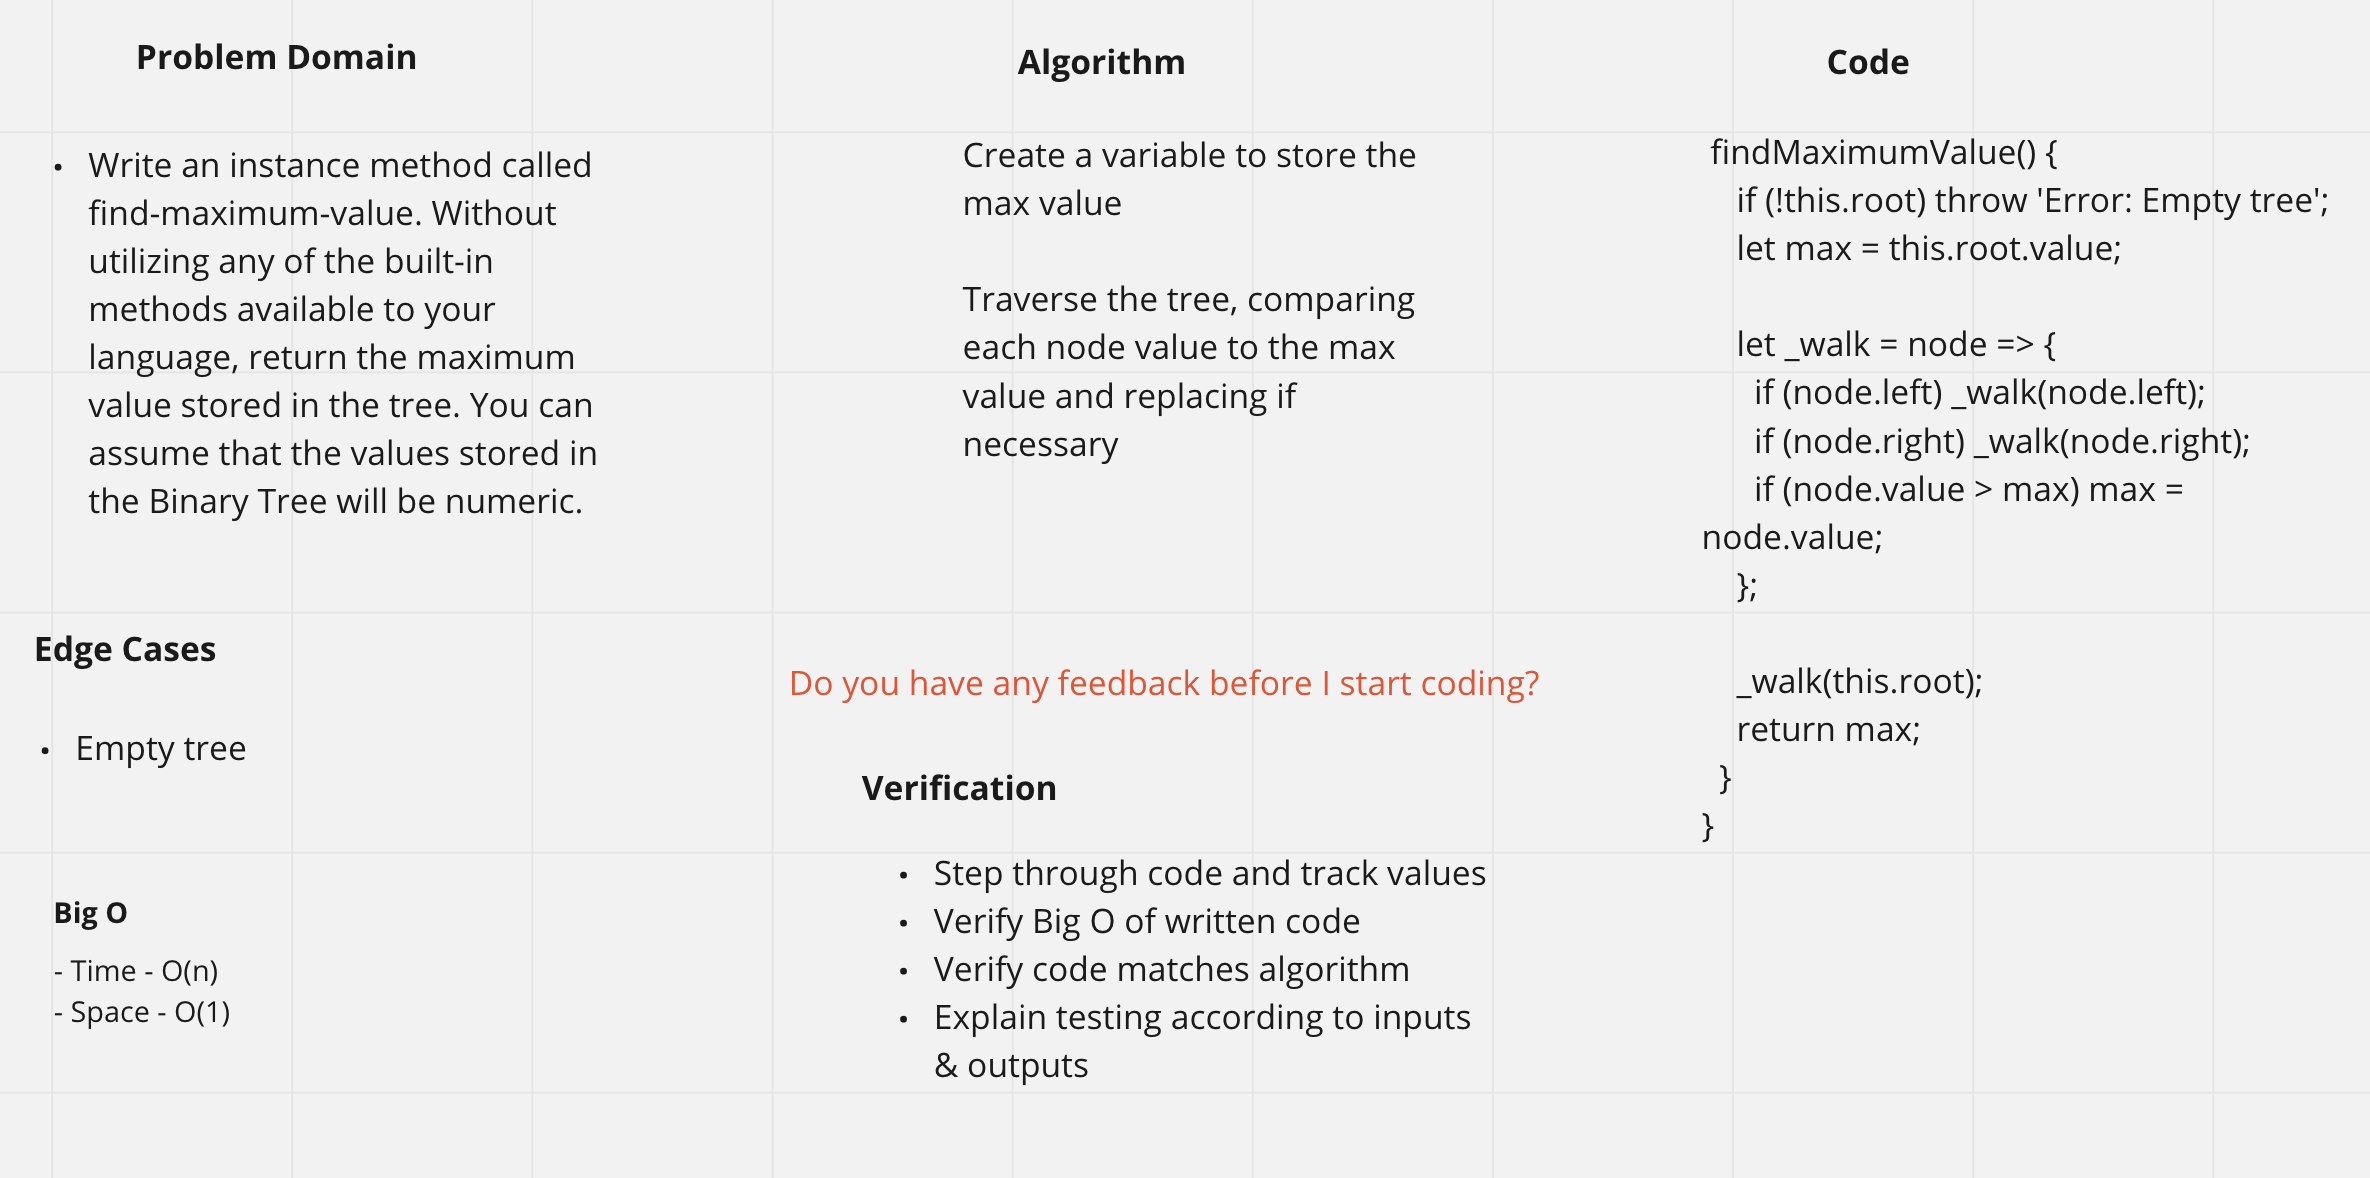 Problem Domain
• Write an instance method called
find-maximum-value. Without
utilizing any of the built-in
methods available to your
language, return the maximum
value stored in the tree. You can
assume that the values stored in
the Binary Tree will be numeric.
Edge Cases
• Empty tree
Big O
- Time - O(n)
- Space - O(1)
Algorithm
Create a variable to store the
max value
Traverse the tree, comparing
each node value to the max
value and replacing if
necessary
Do you have any feedback before I start coding?
Verification
• Step through code and track values
• Verify Big O of written code
• Verify code matches algorithm
• Explain testing according to inputs
& outputs
Code
findMaximumValue() {
if (!this.root) throw 'Error: Empty tree';
let max = this.root.value;
let _walk = node => {
if (node.left) _walk(node.left);
if (node.right) _walk(node.right);
if (node.value > max) max =
node.value;
};
_walk(this.root);
return max;
}
}